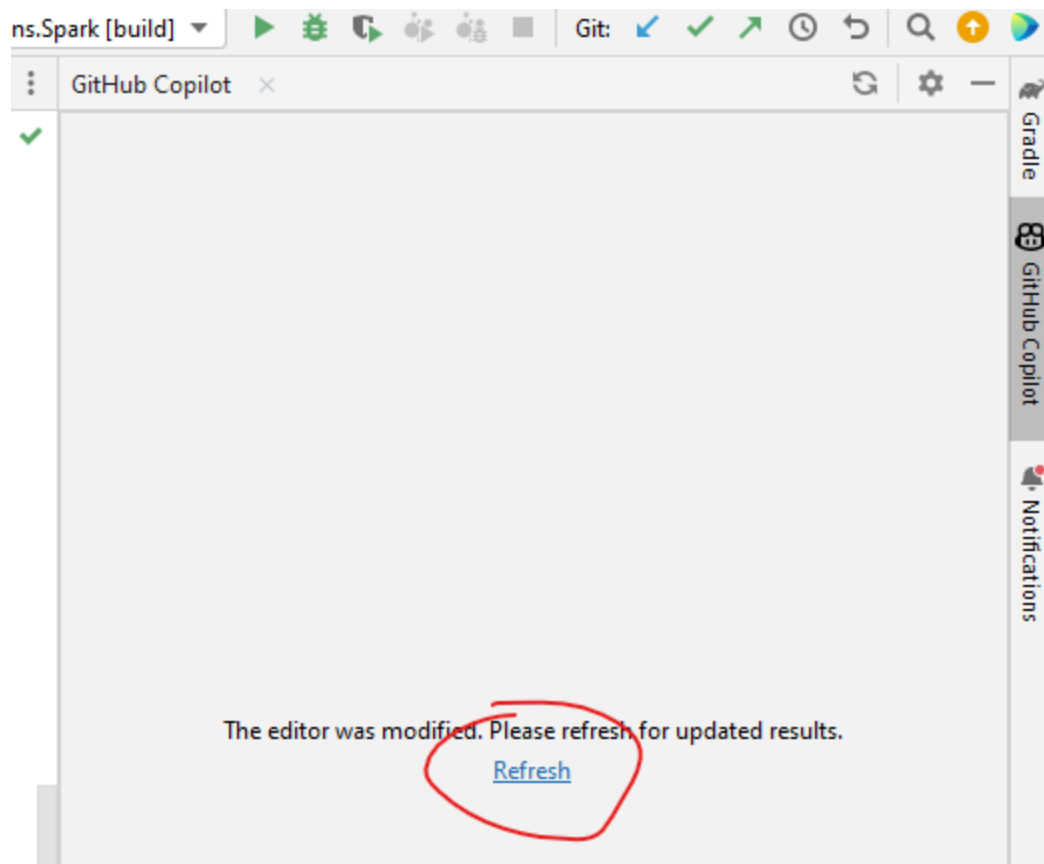 ns.Spark [build]
Git:
GitHub Copilot
Gradle
GitHub Copilot
Notifications
The editor was modified. Please refresh for updated results.
Refresh